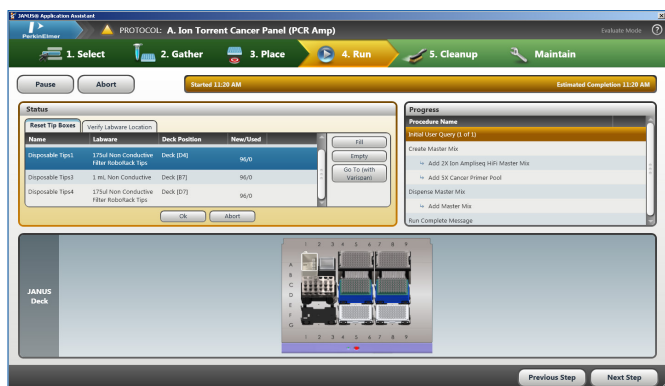 JANUS® Application Assistant
PerkinElmer
PROTOCOL: A. Ion Torrent Cancer Panel (PCR Amp)
Evaluate Mode
?
1. Select
2. Gather
3. Place
4. Run
5. Cleanup
Maintain
Pause
Abort
Started 11:20 AM
Estimated Completion 11:20 AM
Status
Reset Tip Boxes
Verify Labware Location
Name Labware Deck Position New/Used
Disposable Tips1 175ul Non Conductive Filter RoboRack Tips Deck [D4] 96/0
Disposable Tips3 1 mL Non Conductive Deck [B7] 96/0
Disposable Tips4 175ul Non Conductive Filter RoboRack Tips Deck [D7] 96/0
Fill
Empty
Go To (with Varispan)
Ok
Abort
Progress
Procedure Name
Initial User Query (1 of 1)
Create Master Mix
Add 2X Ion Ampliseq HiFi Master Mix
Add 5X Cancer Primer Pool
Dispense Master Mix
Add Master Mix
Run Complete Message
JANUS
Deck
1 2 3 4 5 6 7 8 9
A
B
C
D
E
F
G
1 2 3 4 5 6 7 8 9
Previous Step
Next Step